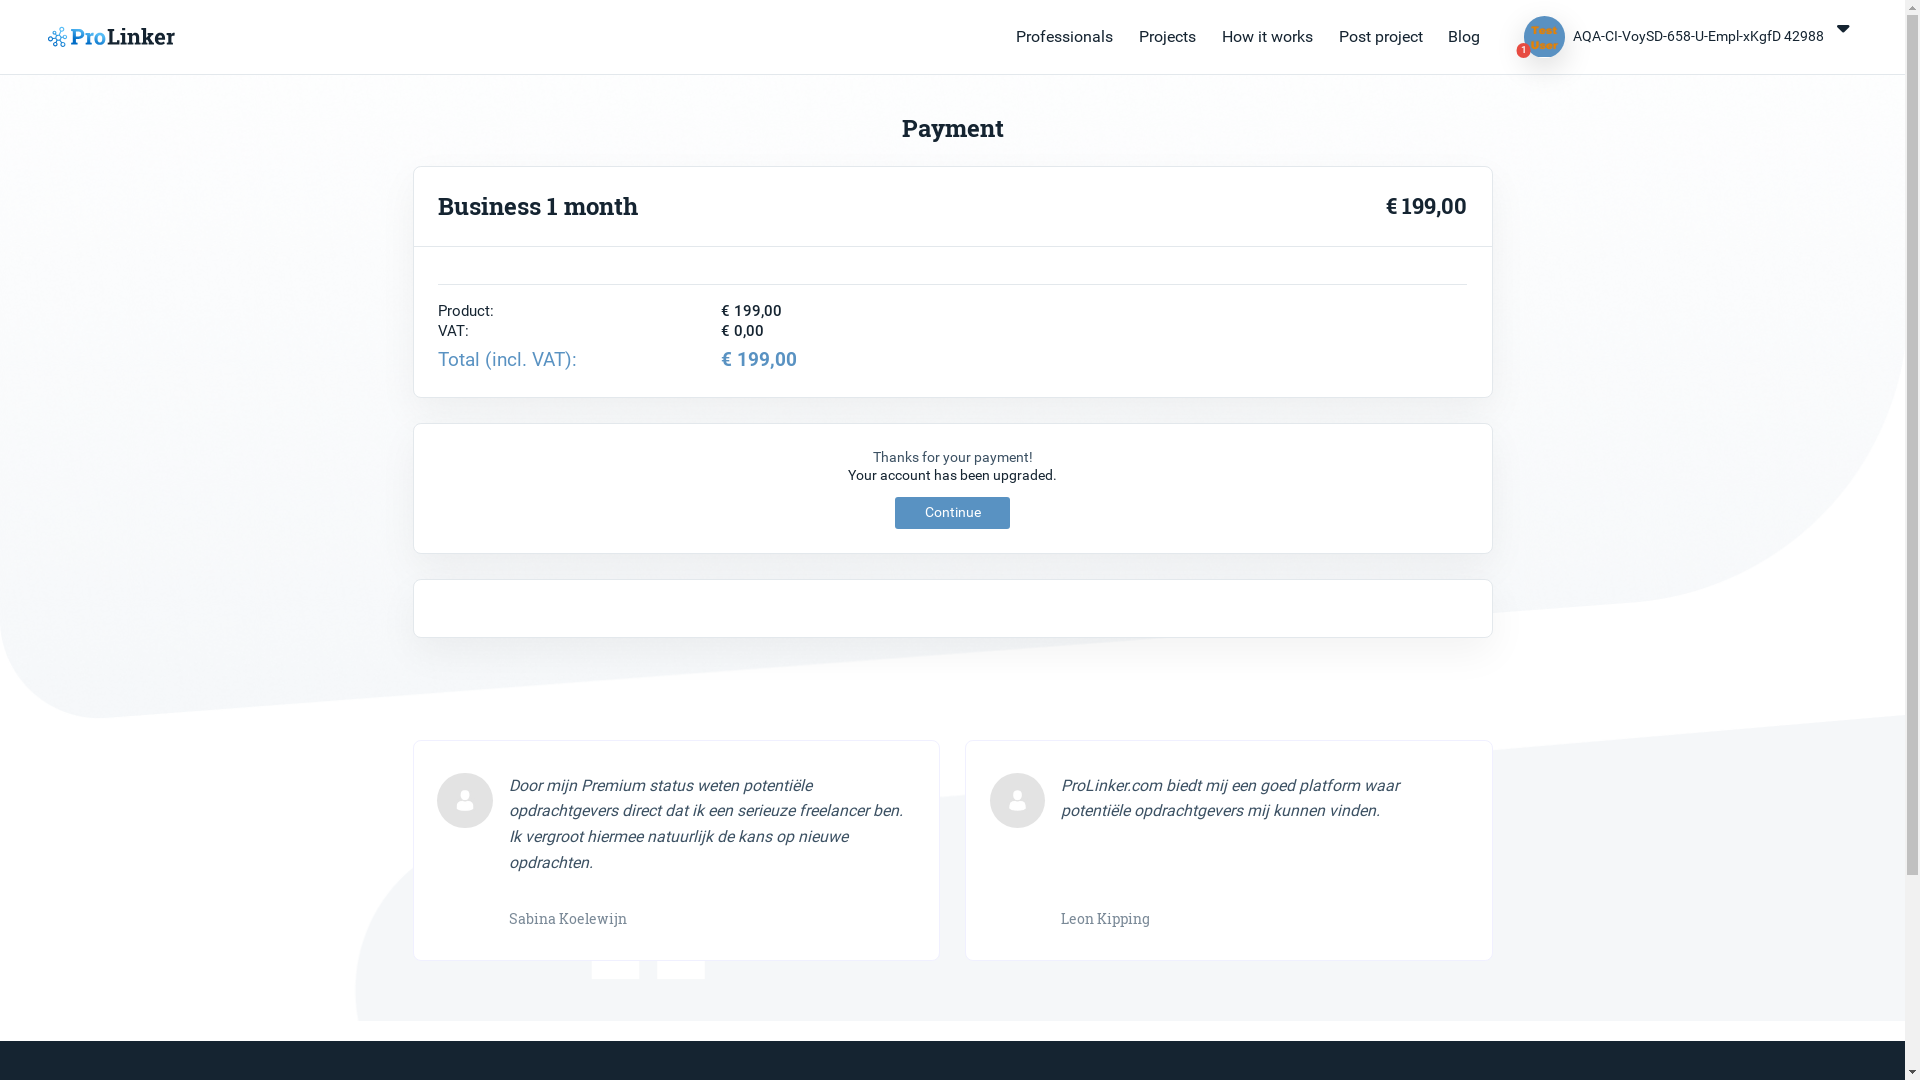 ProLinker
Professionals
Projects
How it works
Post project
Blog
Test
User
1
AQA-CI-VoySD-658-U-Empl-xKgfD 42988
Payment
Business 1 month
€ 199,00
Product: € 199,00
VAT: € 0,00
Total (incl. VAT): € 199,00
Thanks for your payment!
Your account has been upgraded.
Continue
Door mijn Premium status weten potentiële
opdrachtgevers direct dat ik een serieuze freelancer ben.
Ik vergroot hiermee natuurlijk de kans op nieuwe
opdrachten.
Sabina Koelewijn
ProLinker.com biedt mij een goed platform waar
potentiële opdrachtgevers mij kunnen vinden.
Leon Kipping